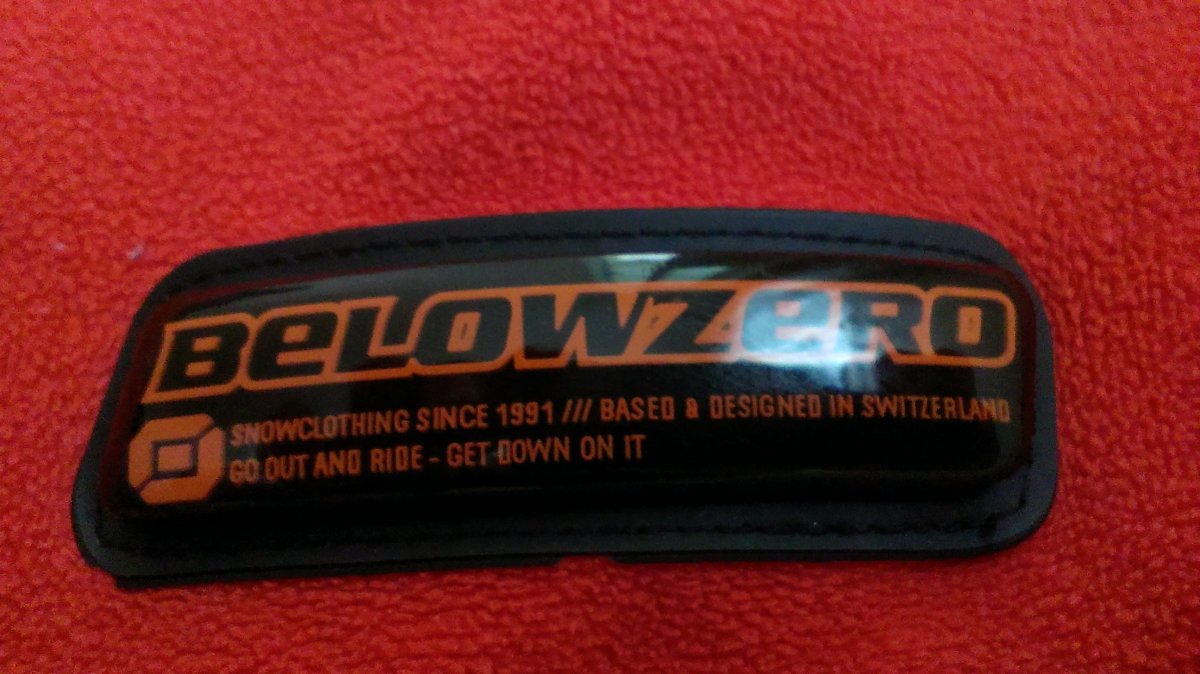 BeLOWZeRO
SNOWCLOTHING SINCE 1991 /// BASED & DESIGNED IN SWITZERLAND
GO OUT AND RIDE - GET DOWN ON IT